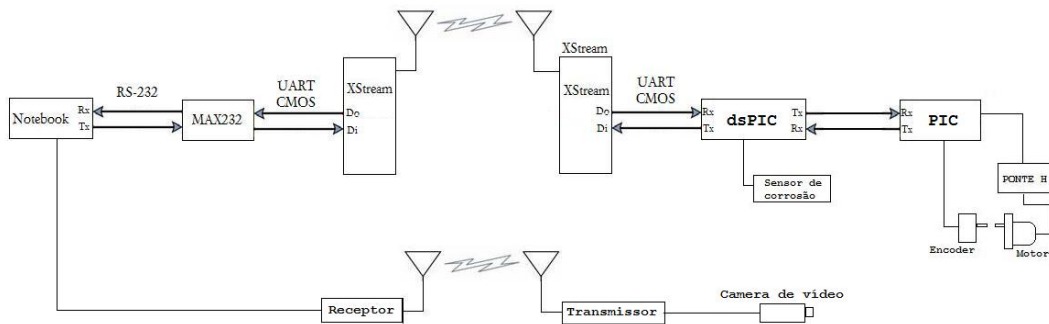 XStream
RS-232
UART
CMOS
XStream
XStream
UART
CMOS
Notebook
Rx
Tx
MAX232
Do
Di
Do
Di
Rx
Tx
dsPIC
Tx
Rx
Rx
Tx
PIC
Sensor de
corrosão
PONTE H
Encoder
Motor
Receptor
Transmissor
Camera de vídeo